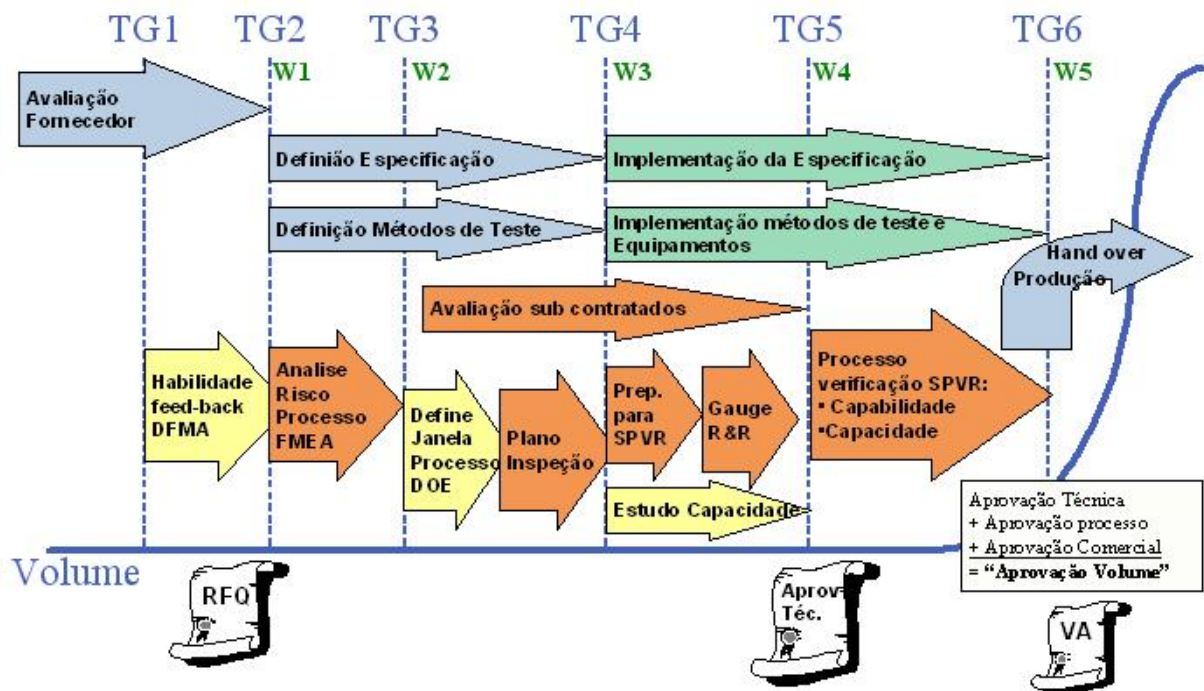 TG1 TG2 TG3 TG4 TG5 TG6
W1 W2 W3 W4 W5
Avaliação
Fornecedor
Definião Especificação
Implementação da Especificação
Definição Métodos de Teste
Implementação métodos de teste e
Equipamentos
Hand over
Produção
Avaliação sub contratados
Habilidade
feed-back
DFMA
Analise
Risco
Processo
FMEA
Define
Janela
Processo
DOE
Plano
Inspeção
Prep.
para
SPVR
Gauge
R&R
Estudo Capacidade
Processo
verificação SPVR:
• Capabilidade
•Capacidade
Aprovação Técnica
+ Aprovação processo
+ Aprovação Comercial
= “Aprovação Volume”
Volume
RFQ
Aprov
Téc.
VA